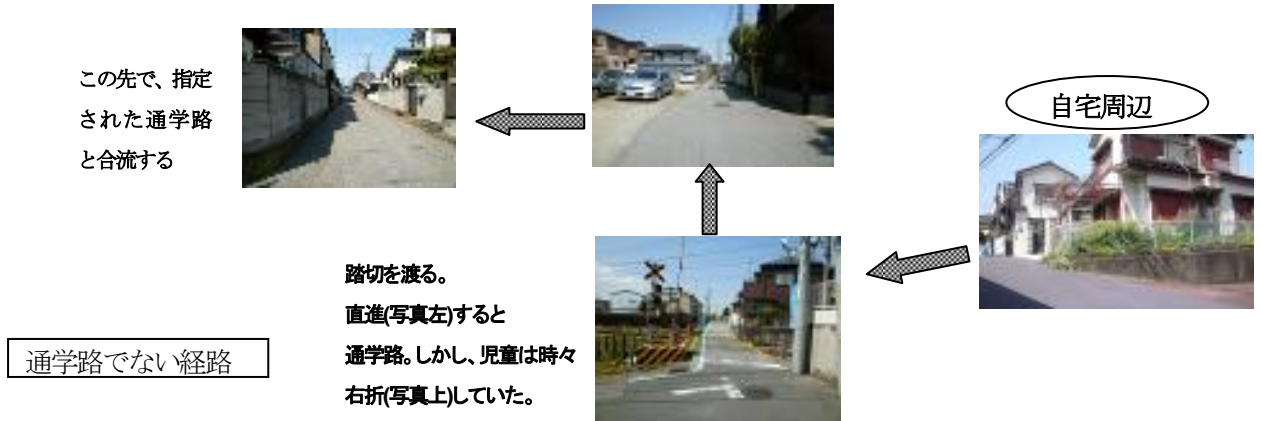 この先で、指定
された通学路
と合流する
自宅周辺
踏切を渡る。
直進(写真左)すると
通学路。しかし、児童は時々
右折(写真上)していた。
通学路でない経路